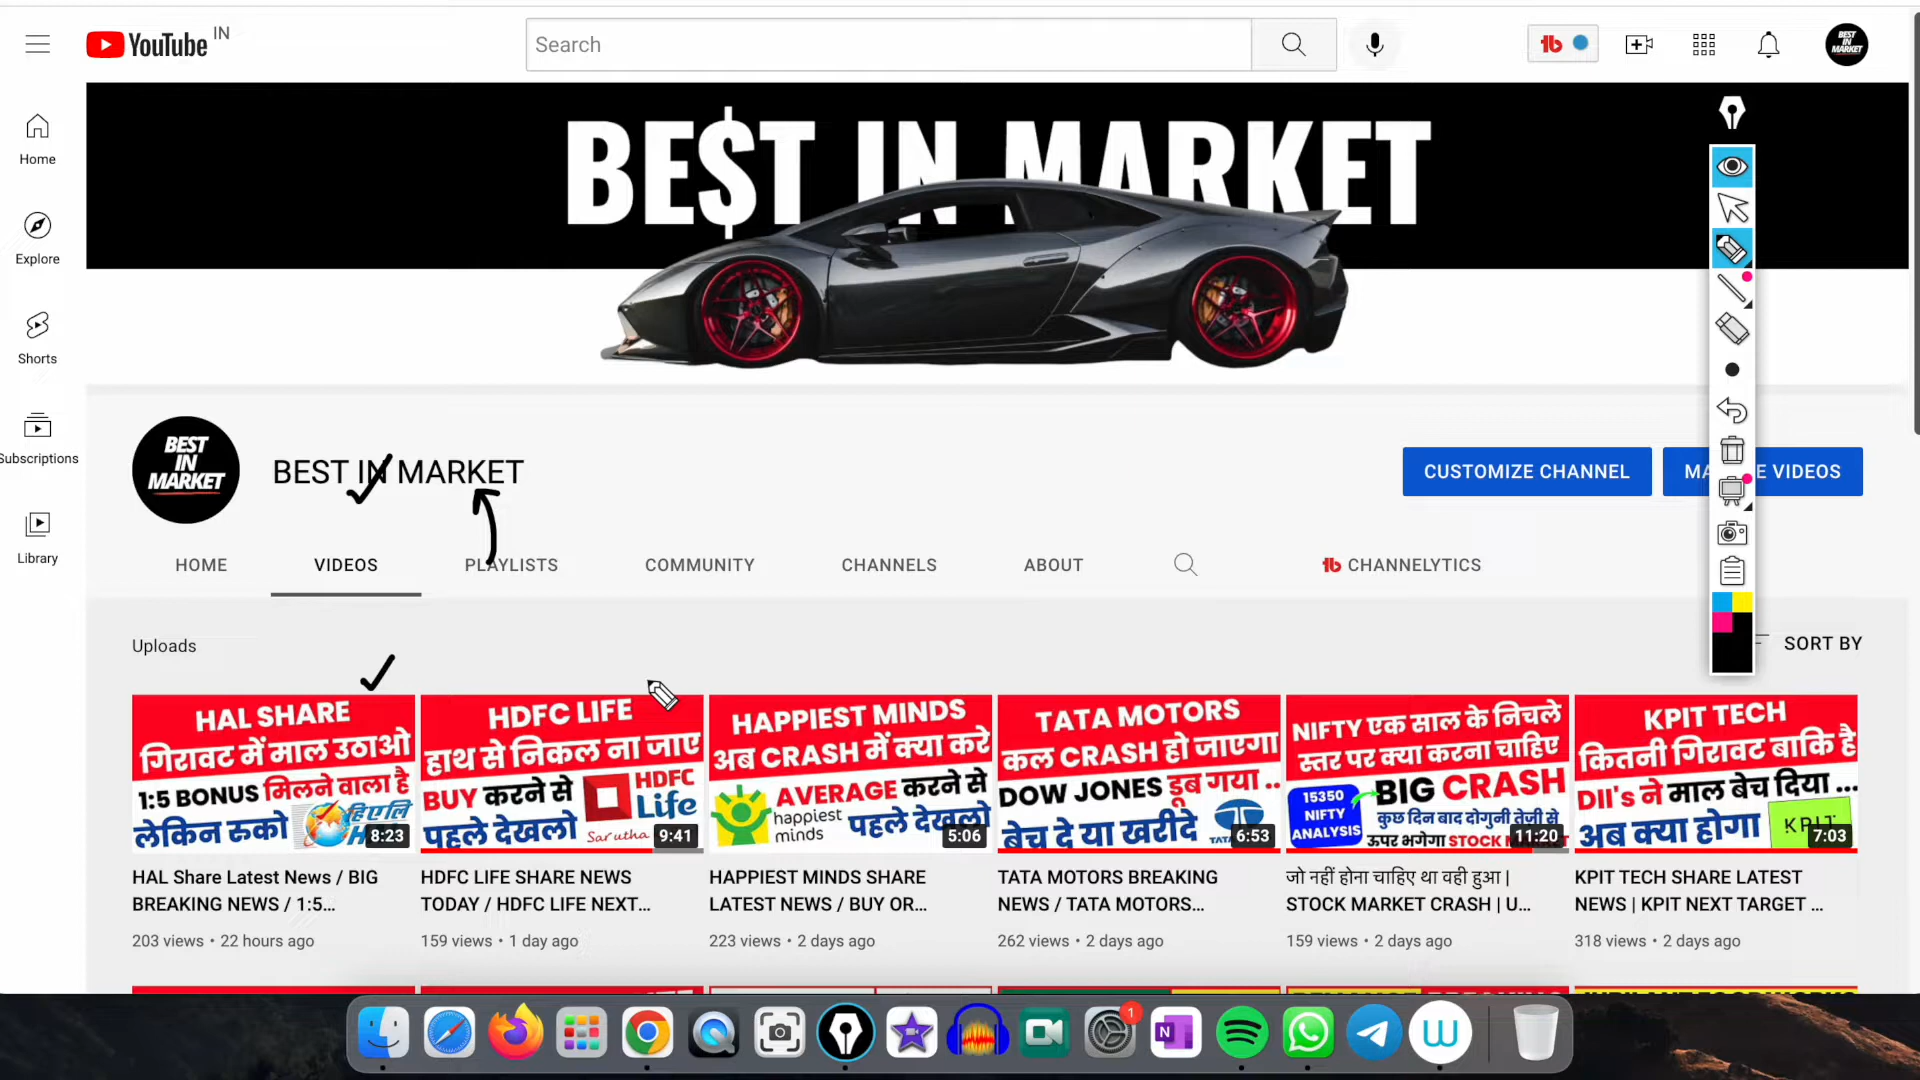 YouTube IN
Search
BEST IN MARKET
BE$T IN MARKET
Home
Explore
Shorts
Subscriptions
Library
BEST
IN
MARKET
BEST IN MARKET
CUSTOMIZE CHANNEL
VIDEOS
HOME
VIDEOS
PLAYLISTS
COMMUNITY
CHANNELS
ABOUT
CHANNELYTICS
Uploads
SORT BY
HAL SHARE
गिरावट में माल उठाओ
1:5 BONUS मिलने वाला है
लेकिन रुको
हिएलि
8:23
HAL Share Latest News / BIG
BREAKING NEWS / 1:5...
203 views • 22 hours ago
HDFC LIFE
हाथ से निकल ना जाए
BUY करने से
पहले देखलो
HDFC
Life
Sar utha
9:41
HDFC LIFE SHARE NEWS
TODAY / HDFC LIFE NEXT...
159 views • 1 day ago
HAPPIEST MINDS
अब CRASH में क्या करे
AVERAGE करने से
पहले देखलो
happiest
minds
5:06
HAPPIEST MINDS SHARE
LATEST NEWS / BUY OR...
223 views • 2 days ago
TATA MOTORS
कल CRASH हो जाएगा
DOW JONES डूब गया ..
बेच दे या खरीदे
6:53
TATA MOTORS BREAKING
NEWS / TATA MOTORS...
262 views • 2 days ago
NIFTY एक साल के निचले
स्तर पर क्या करना चाहिए
15350
NIFTY
ANALYSIS
BIG CRASH
कुछ दिन बाद दोगुनी तेजी से
ऊपर भगेगा STOCK
11:20
जो नहीं होना चाहिए था वही हुआ |
STOCK MARKET CRASH | U...
159 views • 2 days ago
KPIT TECH
कितनी गिरावट बाकि है
DII's ने माल बेच दिया ...
अब क्या होगा
KPIT
7:03
KPIT TECH SHARE LATEST
NEWS | KPIT NEXT TARGET ...
318 views • 2 days ago
1